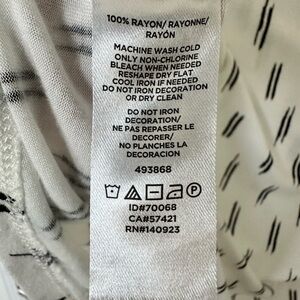 100% RAYON/ RAYONNE/
RAYÓN
MACHINE WASH COLD
ONLY NON-CHLORINE
BLEACH WHEN NEEDED
RESHAPE DRY FLAT
COOL IRON IF NEEDED
DO NOT IRON DECORATION
OR DRY CLEAN
DO NOT IRON
DECORATION/
NE PAS REPASSER LE
DECORER/
NO PLANCHES LA
DECORACION
493868
ID#70068
CA#57421
RN#140923